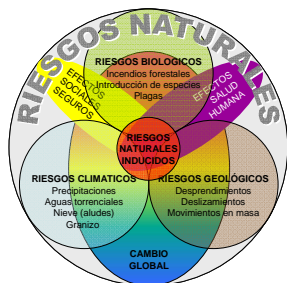 RIESGOS NATURALES
RIESGOS BIOLOGICOS
Incendios forestales
Introducción de especies
Plagas
EFECTOS
SOCIALES
SEGUROS
EFECTOS
SALUD
HUMANA
RIESGOS
NATURALES
INDUCIDOS
RIESGOS CLIMATICOS
Precipitaciones
Aguas torrenciales
Nieve (aludes)
Granizo
RIESGOS GEOLÓGICOS
Desprendimientos
Deslizamientos
Movimientos en masa
CAMBIO
GLOBAL